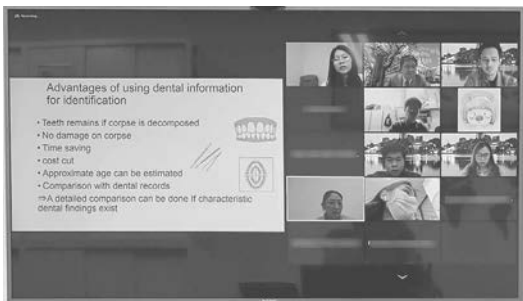 Advantages of using dental information
for identification
• Teeth remains if corpse is decomposed
• No damage on corpse
• Time saving
• cost cut
• Approximate age can be estimated
• Comparison with dental records
⇒A detailed comparison can be done if characteristic
dental findings exist